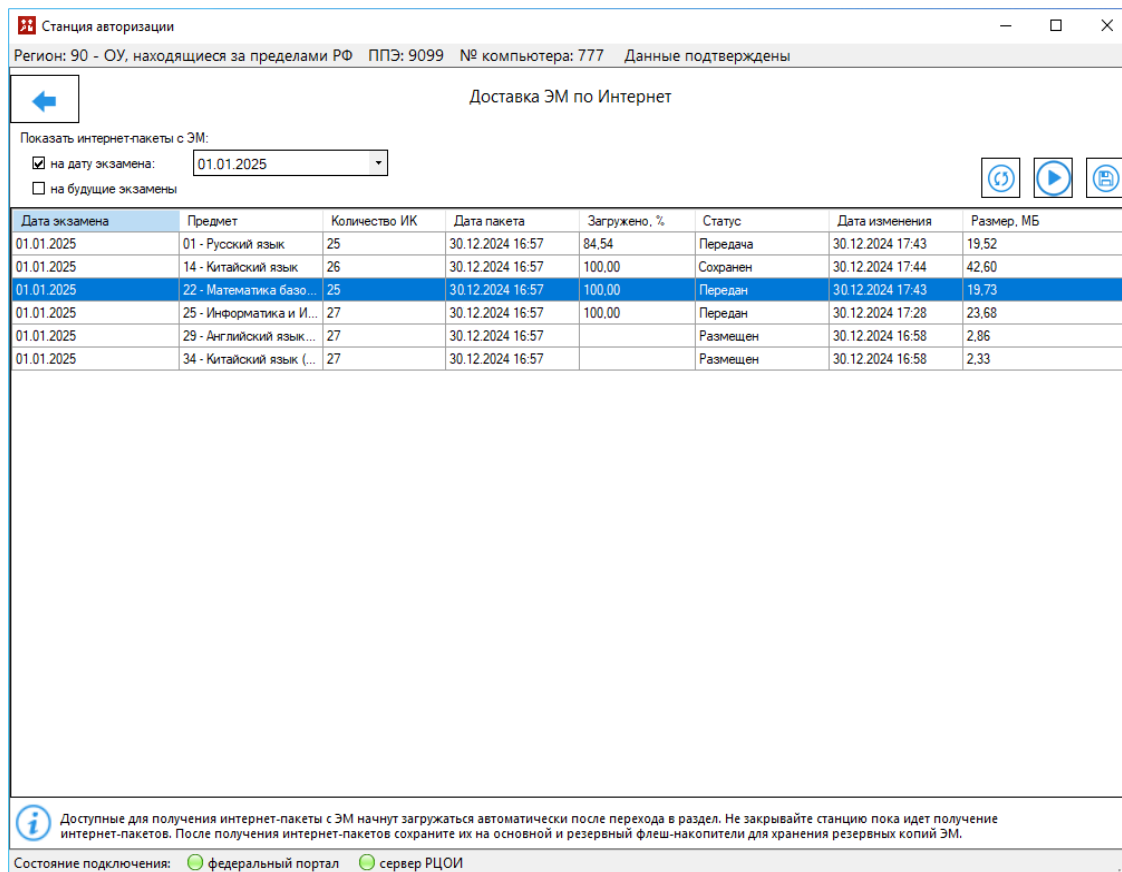 Станция авторизации
Регион: 90 - ОУ, находящиеся за пределами РФ ППЭ: 9099 № компьютера: 777 Данные подтверждены
Доставка ЭМ по Интернет
Показать интернет-пакеты с ЭМ:
на дату экзамена: 01.01.2025
на будущие экзамены
Дата экзамена Предмет Количество ИК Дата пакета Загружено, % Статус Дата изменения Размер, МБ
01.01.2025 01 - Русский язык 25 30.12.2024 16:57 84,54 Передача 30.12.2024 17:43 19,52
01.01.2025 14 - Китайский язык 26 30.12.2024 16:57 100,00 Сохранен 30.12.2024 17:44 42,60
01.01.2025 22 - Математика базо... 25 30.12.2024 16:57 100,00 Передан 30.12.2024 17:43 19,73
01.01.2025 25 - Информатика и И... 27 30.12.2024 16:57 100,00 Передан 30.12.2024 17:28 23,68
01.01.2025 29 - Английский язык... 27 30.12.2024 16:57 Размещен 30.12.2024 16:58 2,86
01.01.2025 34 - Китайский язык (... 27 30.12.2024 16:57 Размещен 30.12.2024 16:58 2,33
Доступные для получения интернет-пакеты с ЭМ начнут загружаться автоматически после перехода в раздел. Не закрывайте станцию пока идет получение
интернет-пакетов. После получения интернет-пакетов сохраните их на основной и резервный флеш-накопители для хранения резервных копий ЭМ.
Состояние подключения: федеральный портал сервер РЦОИ